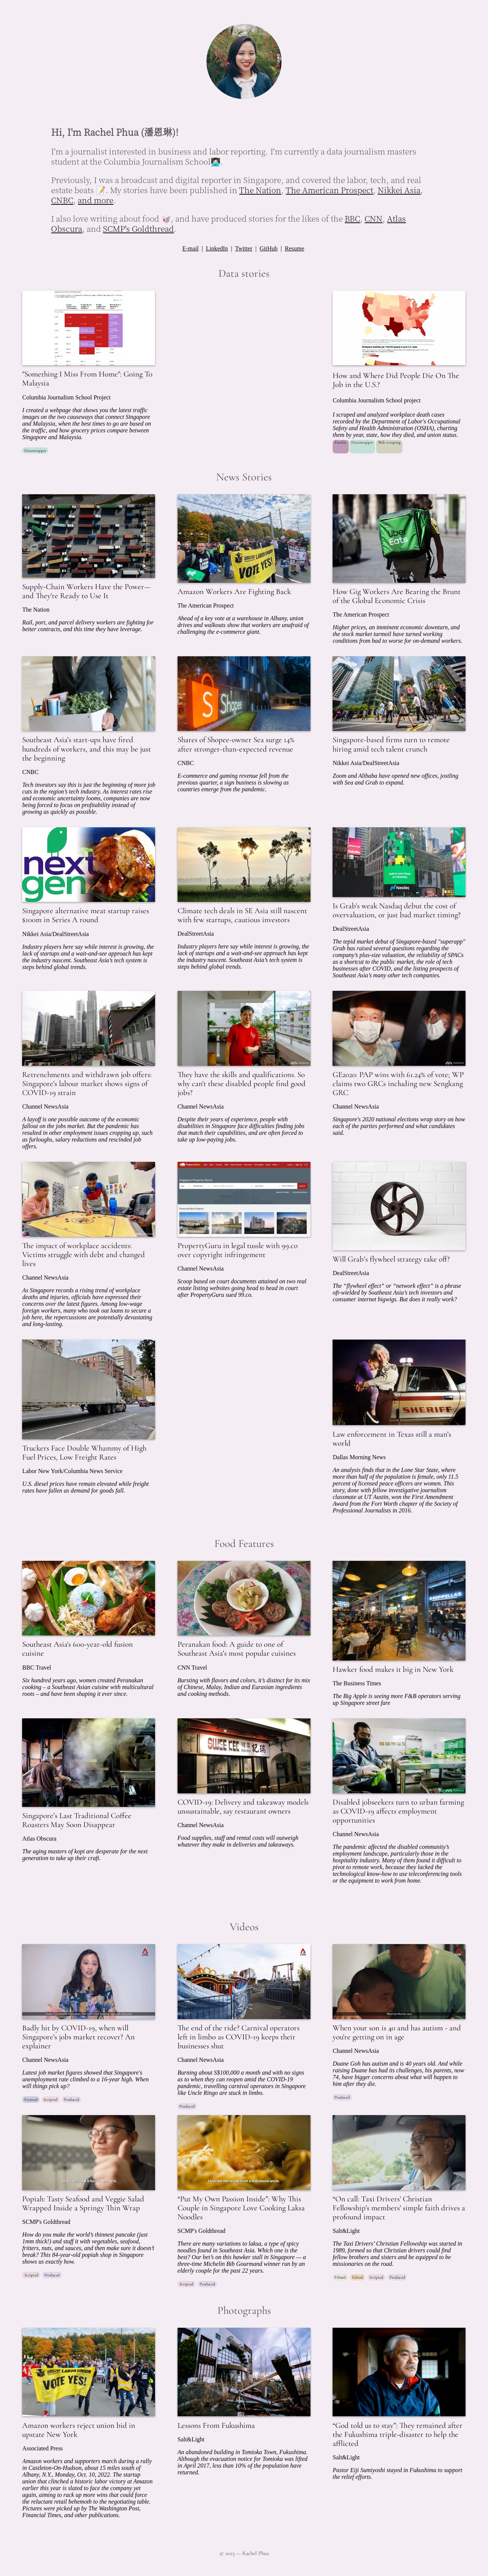 Hi, I'm Rachel Phua (潘恩琳)!
I'm a journalist interested in business and labor reporting. I'm currently a data journalism masters
student at the Columbia Journalism School👩🏻‍💻
Previously, I was a broadcast and digital reporter in Singapore, and covered the labor, tech, and real
estate beats 📝. My stories have been published in The Nation, The American Prospect, Nikkei Asia,
CNBC, and more.
I also love writing about food 🥡, and have produced stories for the likes of the BBC, CNN, Atlas
Obscura, and SCMP's Goldthread.
E-mail | LinkedIn | Twitter | GitHub | Resume
Data stories
"Something I Miss From Home": Going To
Malaysia
Columbia Journalism School Project
I created a webpage that shows you the latest traffic
images on the two causeways that connect Singapore
and Malaysia, when the best times to go are based on
the traffic, and how grocery prices compare between
Singapore and Malaysia.
Datawrapper
How and Where Did People Die On The
Job in the U.S.?
Columbia Journalism School project
I scraped and analyzed workplace death cases
recorded by the Department of Labor's Occupational
Safety and Health Administration (OSHA), charting
them by year, state, how they died, and union status.
Pandas Datawrapper Web scraping
News Stories
Supply-Chain Workers Have the Power—
and They're Ready to Use It
The Nation
Rail, port, and parcel delivery workers are fighting for
better contracts, and this time they have leverage.
VOTE YES!
Amazon Workers Are Fighting Back
The American Prospect
Ahead of a key vote at a warehouse in Albany, union
drives and walkouts show that workers are unafraid of
challenging the e-commerce giant.
Uber
Eats
How Gig Workers Are Bearing the Brunt
of the Global Economic Crisis
The American Prospect
Higher prices, an imminent economic downturn, and
the stock market turmoil have turned working
conditions from bad to worse for on-demand workers.
Southeast Asia's start-ups have fired
hundreds of workers, and this may be just
the beginning
CNBC
Tech investors say this is just the beginning of more job
cuts in the region's tech industry. As interest rates rise
and economic uncertainty looms, companies are now
being forced to focus on profitability instead of
growing as quickly as possible.
Shopee
Shares of Shopee-owner Sea surge 14%
after stronger-than-expected revenue
CNBC
E-commerce and gaming revenue fell from the
previous quarter, a sign business is slowing as
countries emerge from the pandemic.
Singapore-based firms turn to remote
hiring amid tech talent crunch
Nikkei Asia/DealStreetAsia
Zoom and Alibaba have opened new offices, jostling
with Sea and Grab to expand.
next
gen
Singapore alternative meat startup raises
$100m in Series A round
Nikkei Asia/DealStreetAsia
Industry players here say while interest is growing, the
lack of startups and a wait-and-see approach has kept
the industry nascent. Southeast Asia's tech system is
steps behind global trends.
Climate tech deals in SE Asia still nascent
with few startups, cautious investors
DealStreetAsia
Industry players here say while interest is growing, the
lack of startups and a wait-and-see approach has kept
the industry nascent. Southeast Asia's tech system is
steps behind global trends.
Is Grab's weak Nasdaq debut the cost of
overvaluation, or just bad market timing?
DealStreetAsia
The tepid market debut of Singapore-based "superapp"
Grab has raised several questions regarding the
company's plus-size valuation, the reliability of SPACs
as a shortcut to the public market, the role of tech
businesses after COVID, and the listing prospects of
Southeast Asia's many other tech companies.
Retrenchments and withdrawn job offers:
Singapore's labour market shows signs of
COVID-19 strain
Channel NewsAsia
A layoff is one possible outcome of the economic
fallout on the jobs market. But the pandemic has
resulted in other employment issues cropping up, such
as furloughs, salary reductions and rescinded job
offers.
They have the skills and qualifications. So
why can't these disabled people find good
jobs?
Channel NewsAsia
Despite their years of experience, people with
disabilities in Singapore face difficulties finding jobs
that match their capabilities, and are often forced to
take up low-paying jobs.
GE2020: PAP wins with 61.24% of vote; WP
claims two GRCs including new Sengkang
GRC
Channel NewsAsia
Singapore's 2020 national elections wrap story on how
each of the parties performed and what candidates
said.
The impact of workplace accidents:
Victims struggle with debt and changed
lives
Channel NewsAsia
As Singapore records a rising trend of workplace
deaths and injuries, officials have expressed their
concerns over the latest figures. Among low-wage
foreign workers, many who took out loans to secure a
job here, the repercussions are potentially devastating
and long-lasting.
PropertyGuru in legal tussle with 99.co
over copyright infringement
Channel NewsAsia
Scoop based on court documents attained on two real
estate listing websites going head to head in court
after PropertyGuru sued 99.co.
Will Grab's flywheel strategy take off?
DealStreetAsia
The "flywheel effect" or "network effect" is a phrase
oft-wielded by Southeast Asia's tech investors and
consumer internet bigwigs. But does it really work?
Truckers Face Double Whammy of High
Fuel Prices, Low Freight Rates
Labor New York/Columbia News Service
U.S. diesel prices have remain elevated while freight
rates have fallen as demand for goods fall.
SHERIFF
Law enforcement in Texas still a man's
world
Dallas Morning News
An analysis finds that in the Lone Star State, where
more than half of the population is female, only 11.5
percent of licensed peace officers are women. This
story, done with fellow investigative journalism
classmate at UT Austin, won the First Amendment
Award from the Fort Worth chapter of the Society of
Professional Journalists in 2016.
Food Features
Southeast Asia's 600-year-old fusion
cuisine
BBC Travel
Six hundred years ago, women created Peranakan
cooking – a Southeast Asian cuisine with multicultural
roots – and have been shaping it ever since.
Peranakan food: A guide to one of
Southeast Asia's most popular cuisines
CNN Travel
Bursting with flavors and colors, it's distinct for its mix
of Chinese, Malay, Indian and Eurasian ingredients
and cooking methods.
Hawker food makes it big in New York
The Business Times
The Big Apple is seeing more F&B operators serving
up Singapore street fare
Singapore's Last Traditional Coffee
Roasters May Soon Disappear
Atlas Obscura
The aging masters of kopi are desperate for the next
generation to take up their craft.
GUIKEE KEE
COVID-19: Delivery and takeaway models
unsustainable, say restaurant owners
Channel NewsAsia
Food supplies, staff and rental costs will outweigh
whatever they make in deliveries and takeaways.
Disabled jobseekers turn to urban farming
as COVID-19 affects employment
opportunities
Channel NewsAsia
The pandemic affected the disabled community's
employment landscape, particularly those in the
hospitality industry. Many of them found it difficult to
pivot to remote work, because they lacked the
technological know-how to use teleconferencing tools
or the equipment to work from home.
Videos
Badly hit by COVID-19, when will
Singapore's jobs market recover? An
explainer
Channel NewsAsia
Latest job market figures showed that Singapore's
unemployment rate climbed to a 16-year high. When
will things pick up?
Scripted Produced
The end of the ride? Carnival operators
left in limbo as COVID-19 keeps their
businesses shut
Channel NewsAsia
Burning about S$100,000 a month and with no signs
as to when they can reopen amid the COVID-19
pandemic, travelling carnival operators in Singapore
like Uncle Ringo are stuck in limbo.
Produced
When your son is 40 and has autism - and
you're getting on in age
Channel NewsAsia
Duane Goh has autism and is 40 years old. And while
raising Duane has had its challenges, his parents, now
74, have bigger concerns about what will happen to
him after they die.
Produced
Popiah: Tasty Seafood and Veggie Salad
Wrapped Inside a Springy Thin Wrap
SCMP's Goldthread
How do you make the world's thinnest pancake (just
1mm thick!) and stuff it with vegetables, seafood,
fritters, nuts, and sauces, and then make sure it doesn't
break? This 84-year-old popiah shop in Singapore
shows us exactly how.
Scripted Produced
"Put My Own Passion Inside": Why This
Couple in Singapore Love Cooking Laksa
Noodles
SCMP's Goldthread
There are many variations to laksa, a type of spicy
noodles found in Southeast Asia. Which one is the
best? Our bet's on this hawker stall in Singapore — a
three-time Michelin Bib Gourmand winner run by an
elderly couple for the past 22 years.
Scripted Produced
"On call: Taxi Drivers' Christian
Fellowship's members' simple faith drives a
profound impact
Salt&Light
The Taxi Drivers' Christian Fellowship was started in
1989, formed so that Christian drivers could find
fellow brothers and sisters and be equipped to be
missionaries on the road.
Filmed Edited Scripted Produced
Photographs
VOTE YES!
Amazon workers reject union bid in
upstate New York
Associated Press
Amazon workers and supporters march during a rally
in Castleton-On-Hudson, about 15 miles south of
Albany, N.Y., Monday, Oct. 10, 2022. The startup
union that clinched a historic labor victory at Amazon
earlier this year is slated to face the company yet
again, aiming to rack up more wins that could force
the reluctant retail behemoth to the negotiating table.
Pictures were picked up by The Washington Post,
Financial Times, and other publications.
Lessons From Fukushima
Salt&Light
An abandoned building in Tomioka Town, Fukushima.
Although the evacuation notice for Tomioka was lifted
in April 2017, less than 10% of the population have
returned.
"God told us to stay": They remained after
the Fukushima triple-disaster to help the
afflicted
Salt&Light
Pastor Eiji Sumiyoshi stayed in Fukushima to support
the relief efforts.
© 2023 — Rachel Phua